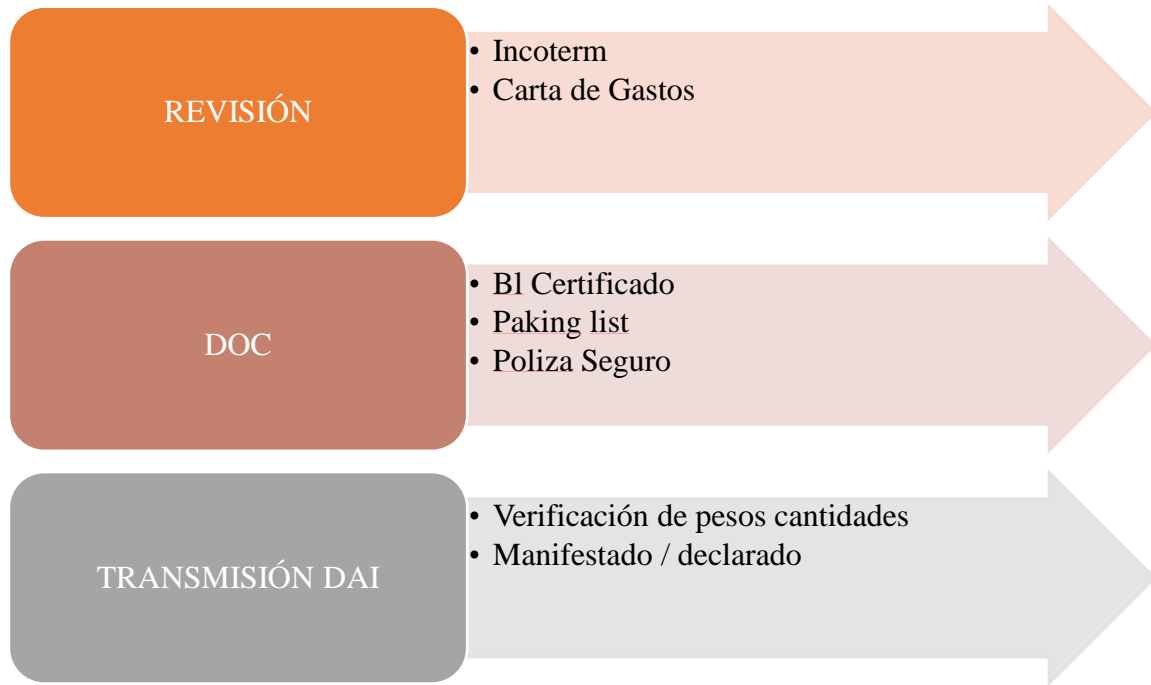 REVISIÓN
• Incoterm
• Carta de Gastos
DOC
• Bl Certificado
• Paking list
• Poliza Seguro
TRANSMISIÓN DAI
• Verificación de pesos cantidades
• Manifestado / declarado